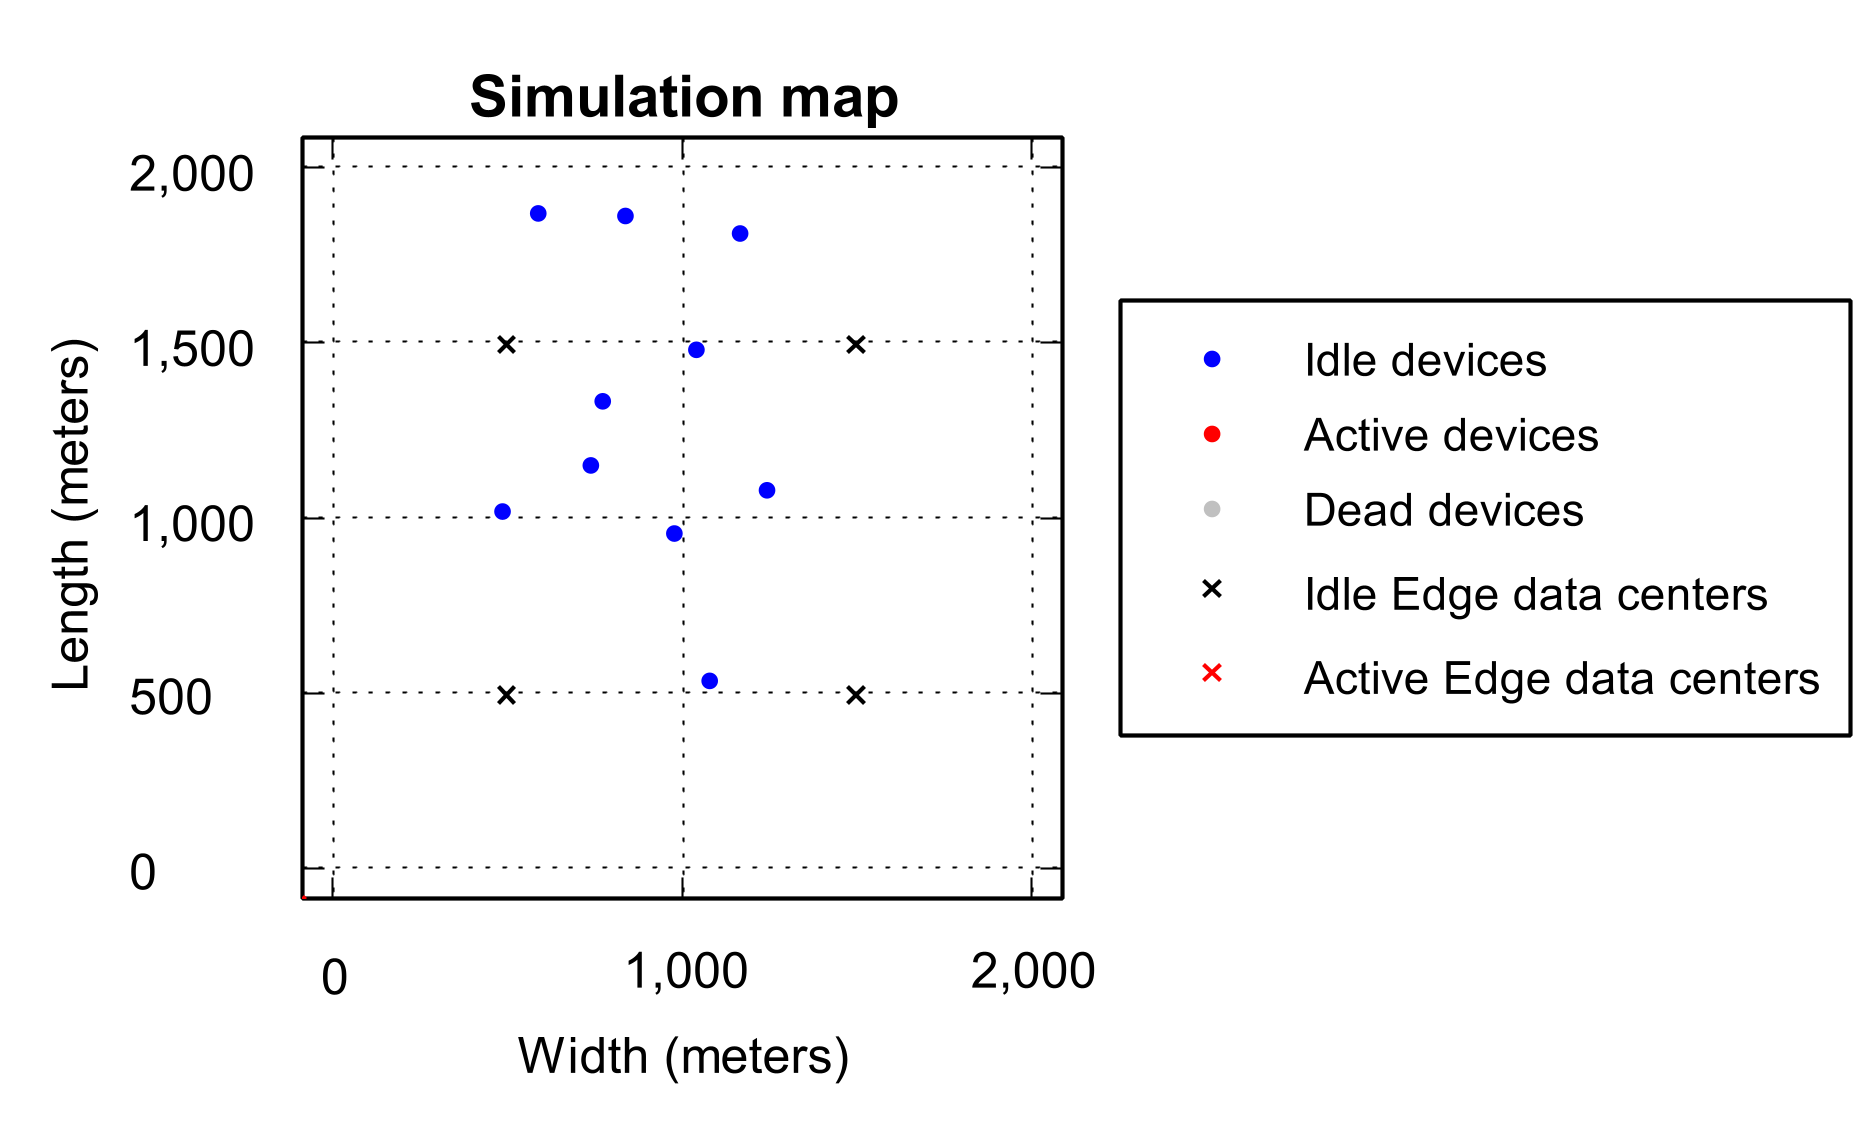 Simulation map
2,000
1,500
1,000
500
0
Length (meters)
0
1,000
2,000
Width (meters)
Idle devices
Active devices
Dead devices
Idle Edge data centers
Active Edge data centers